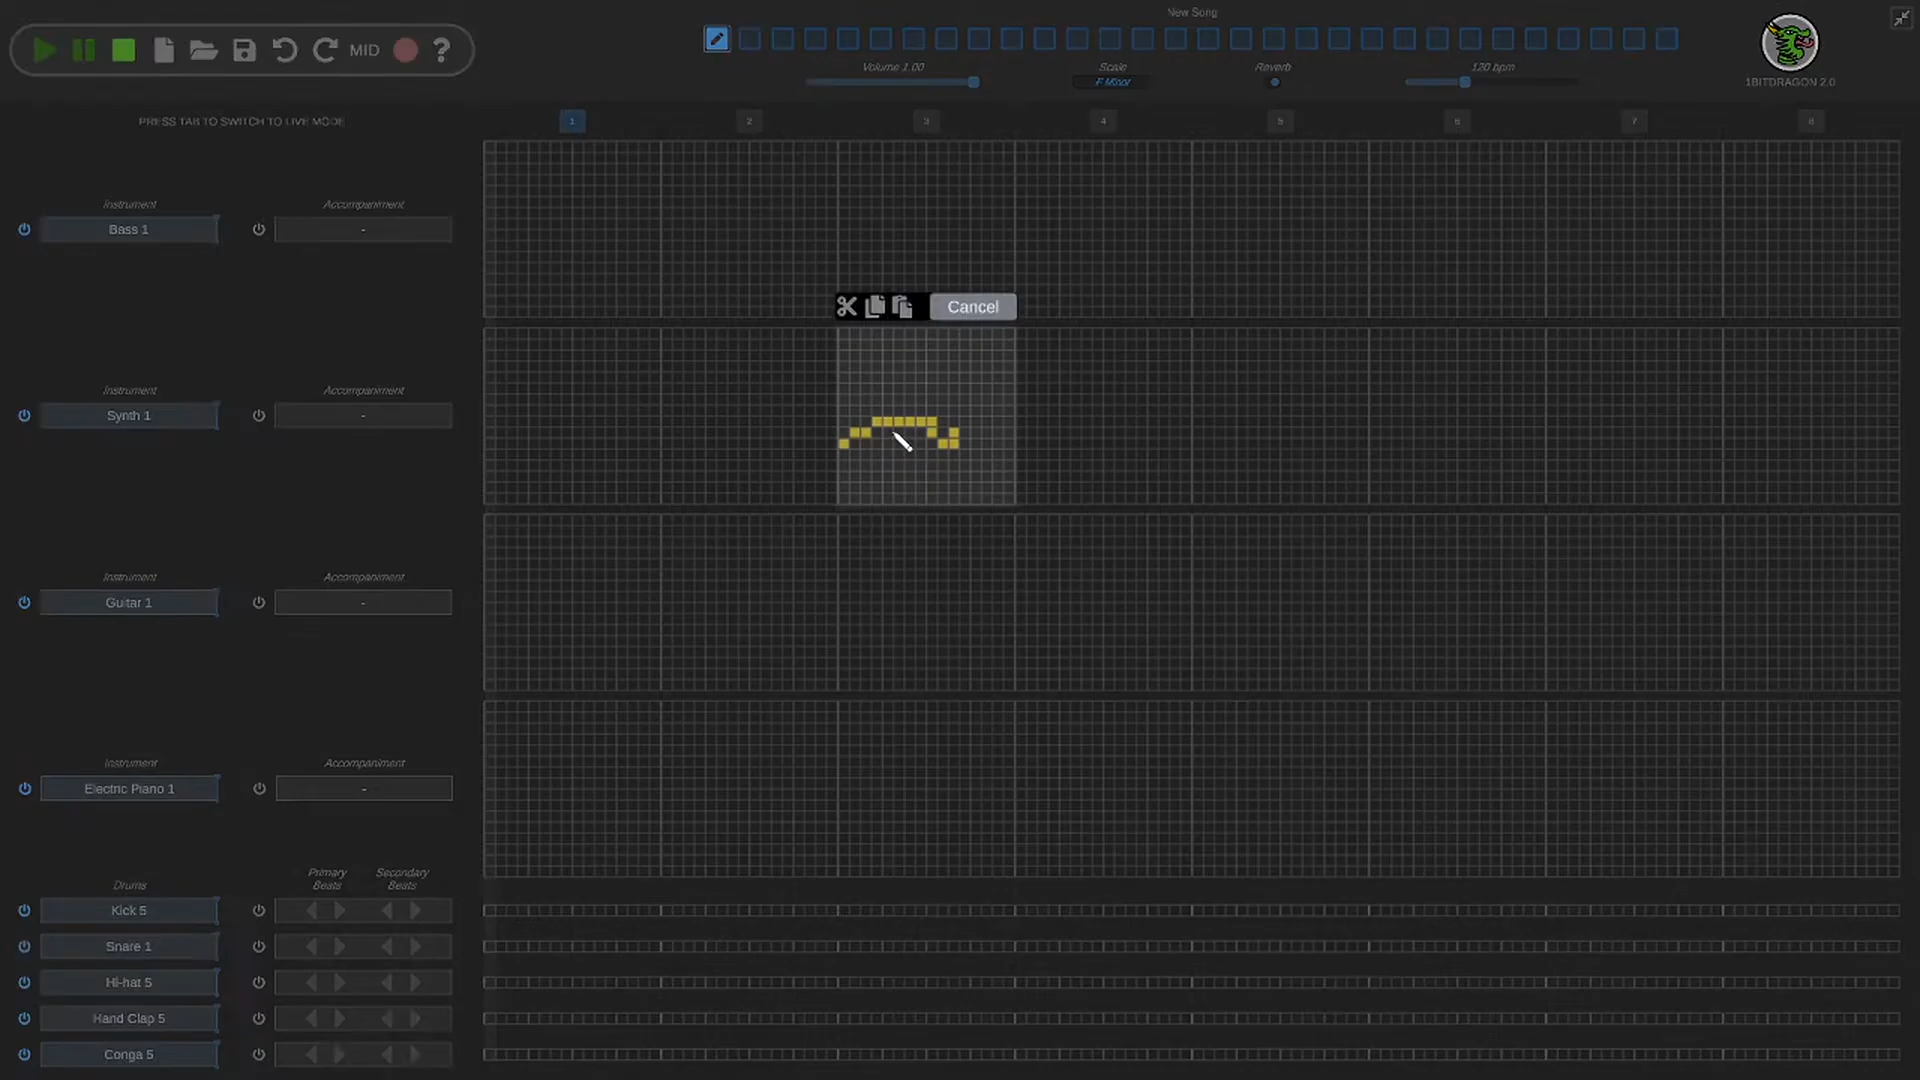 New Song
MID
?
Volume 1.00
Scale
F Minor
Reverb
120 bpm
1BITDRAGON 2.0
PRESS TAB TO SWITCH TO LIVE MODE
1 2 3 4 5 6 7 8
Instrument Accompaniment
Bass 1 -
Cancel
Instrument Accompaniment
Synth 1 -
Instrument Accompaniment
Guitar 1 -
Instrument Accompaniment
Electric Piano 1 -
Drums
Primary Beats
Secondary Beats
Kick 5
Snare 1
Hi-hat 5
Hand Clap 5
Conga 5